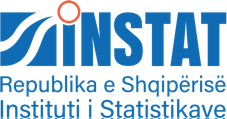 INSTAT
Republika e Shqipërisë
Instituti i Statistikave